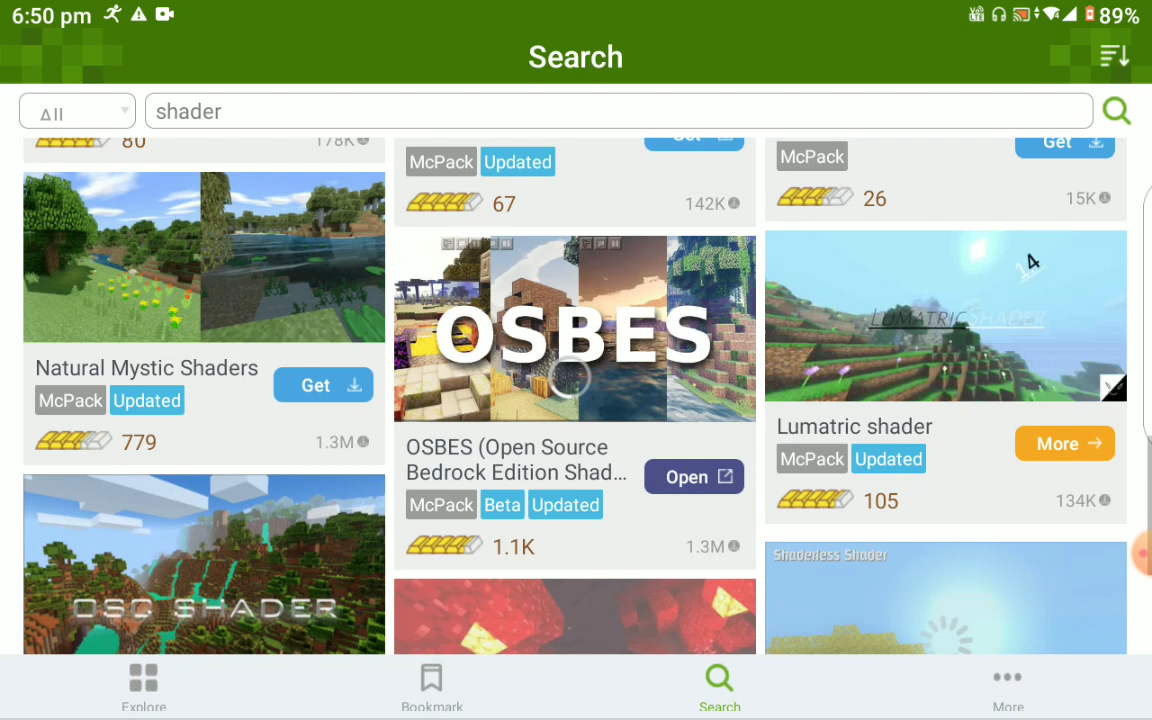 6:50 pm
89%
Search
All
shader
80
178K
Get
McPack Updated
67
142K
Get
McPack
26
15K
Natural Mystic Shaders
Get
McPack Updated
779
1.3M
OSBES
OSBES (Open Source
Bedrock Edition Shad...
Open
McPack Beta Updated
1.1K
1.3M
14
LUMATRIC SHADER
Lumatric shader
More
McPack Updated
105
134K
OSC SHADER
Shaderless Shader
Explore
Bookmark
Search
More